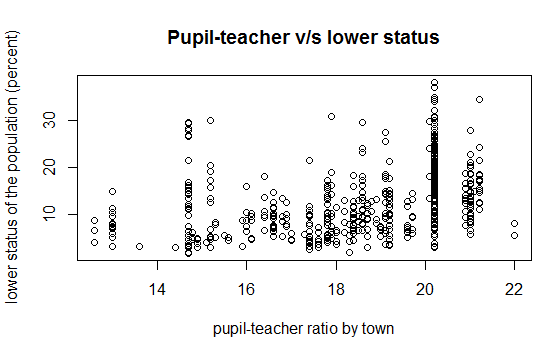 Pupil-teacher v/s lower status
lower status of the population (percent)
30
20
10
14 16 18 20 22
pupil-teacher ratio by town